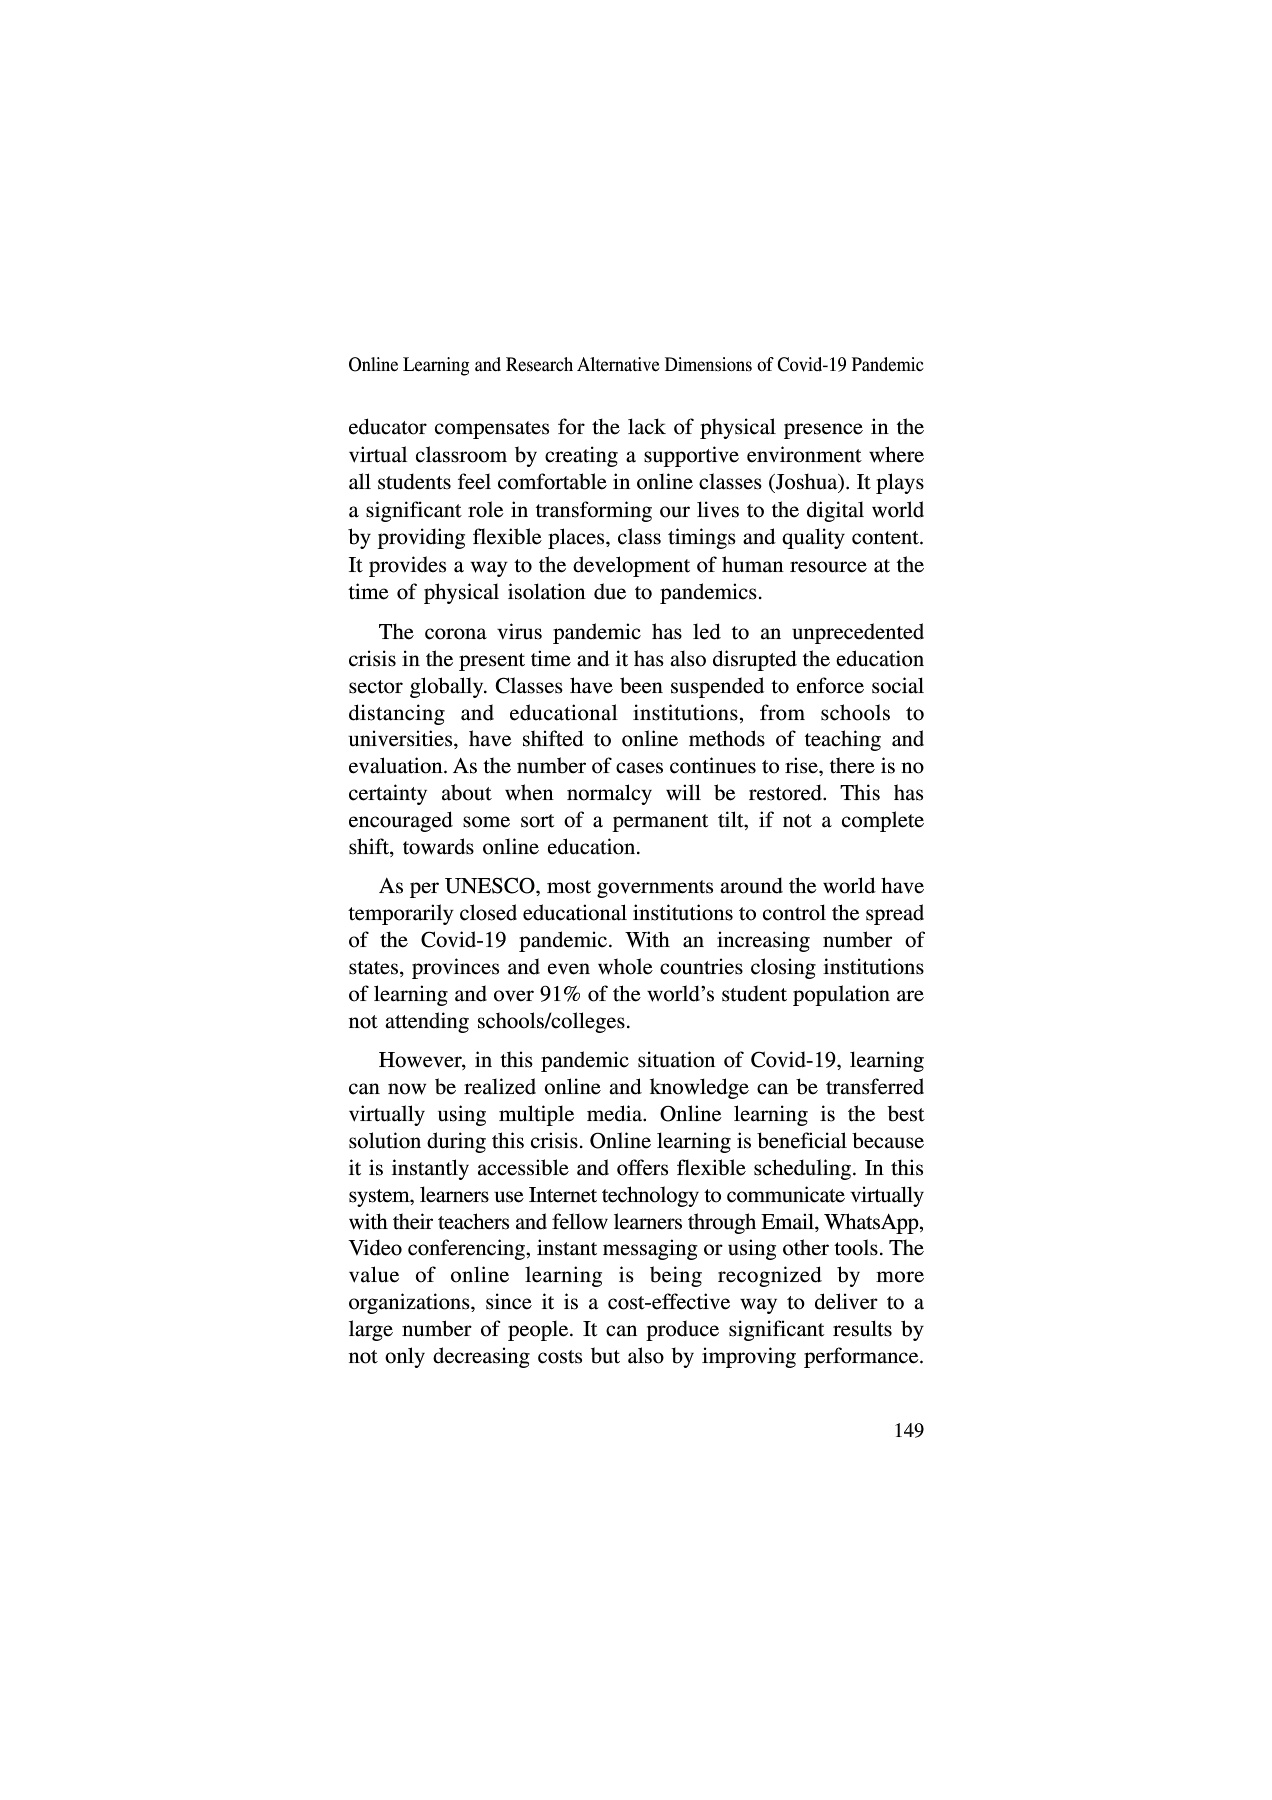 Online Learning and Research Alternative Dimensions of Covid-19 Pandemic
educator compensates for the lack of physical presence in the
virtual classroom by creating a supportive environment where
all students feel comfortable in online classes (Joshua). It plays
a significant role in transforming our lives to the digital world
by providing flexible places, class timings and quality content.
It provides a way to the development of human resource at the
time of physical isolation due to pandemics.
The corona virus pandemic has led to an unprecedented
crisis in the present time and it has also disrupted the education
sector globally. Classes have been suspended to enforce social
distancing and educational institutions, from schools to
universities, have shifted to online methods of teaching and
evaluation. As the number of cases continues to rise, there is no
certainty about when normalcy will be restored. This has
encouraged some sort of a permanent tilt, if not a complete
shift, towards online education.
As per UNESCO, most governments around the world have
temporarily closed educational institutions to control the spread
of the Covid-19 pandemic. With an increasing number of
states, provinces and even whole countries closing institutions
of learning and over 91% of the world’s student population are
not attending schools/colleges.
However, in this pandemic situation of Covid-19, learning
can now be realized online and knowledge can be transferred
virtually using multiple media. Online learning is the best
solution during this crisis. Online learning is beneficial because
it is instantly accessible and offers flexible scheduling. In this
system, learners use Internet technology to communicate virtually
with their teachers and fellow learners through Email, WhatsApp,
Video conferencing, instant messaging or using other tools. The
value of online learning is being recognized by more
organizations, since it is a cost-effective way to deliver to a
large number of people. It can produce significant results by
not only decreasing costs but also by improving performance.
149